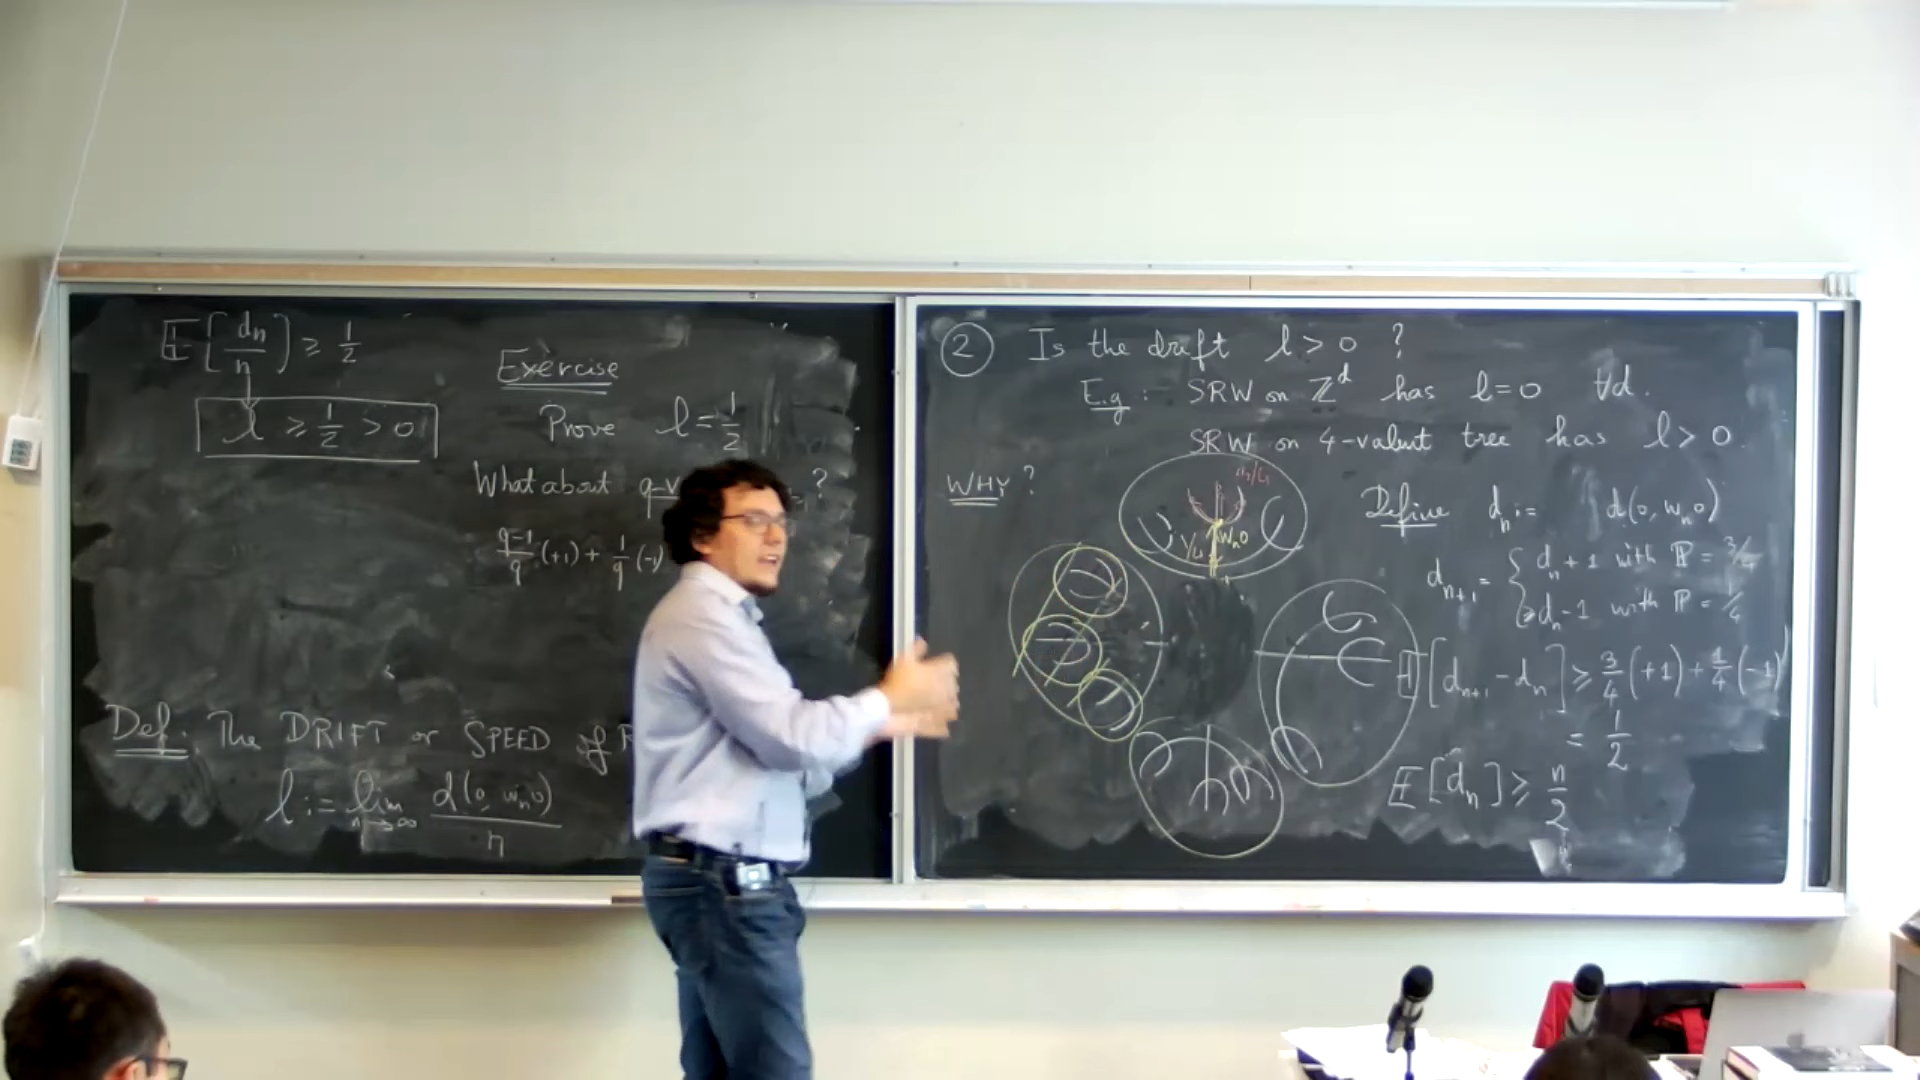 E[dn/n] ≥ 1/2
l ≥ 1/2 > 0
Exercise
Prove l = 1/2
What about q-v ?
q-1/q (+1) + 1/q (-1)
Def. The DRIFT or SPEED of
l := lim n→∞ d(o, wn o)/n
② Is the drift l > 0 ?
E.g : SRW on ℤ^d has l = 0 ∀d.
SRW on 4-valent tree has l > 0.
WHY ?
1/4
wn o
Define dn := d(o, wn o)
dn+1 = { dn + 1 with P = 3/4
≥ dn - 1 with P = 1/4
E[dn+1 - dn] ≥ 3/4 (+1) + 1/4 (-1)
= 1/2
E[dn] ≥ n/2